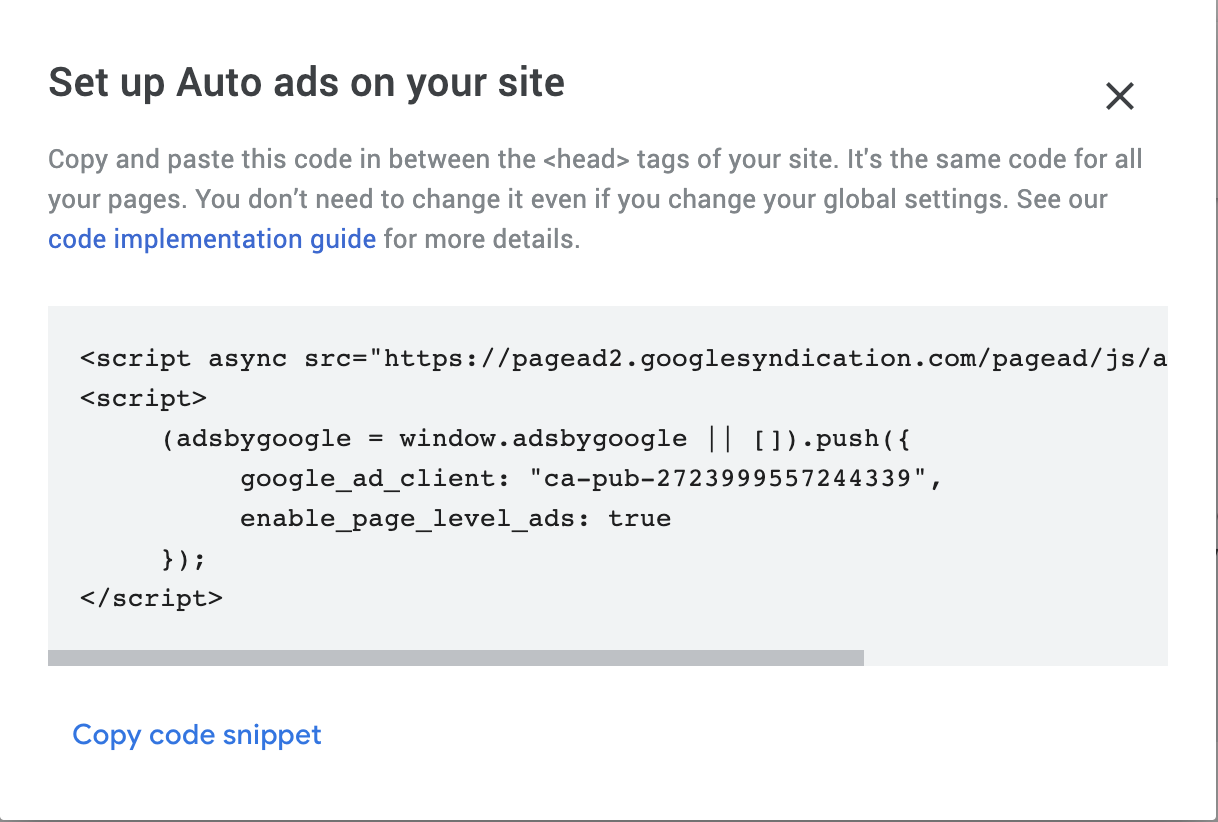 Set up Auto ads on your site
Copy and paste this code in between the <head> tags of your site. It's the same code for all
your pages. You don’t need to change it even if you change your global settings. See our
code implementation guide for more details.
<script async src="https://pagead2.googlesyndication.com/pagead/js/a
<script>
     (adsbygoogle = window.adsbygoogle || []).push({
          google_ad_client: "ca-pub-2723999557244339",
          enable_page_level_ads: true
     });
</script>
Copy code snippet